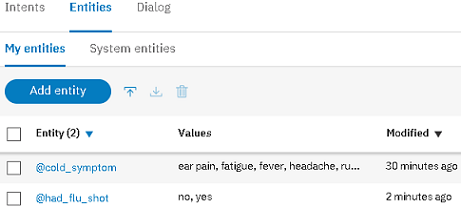 Intents Entities Dialog
My entities System entities
Add entity
Entity (2) Values Modified
@cold_symptom ear pain, fatigue, fever, headache, ru... 30 minutes ago
@had_flu_shot no, yes 2 minutes ago